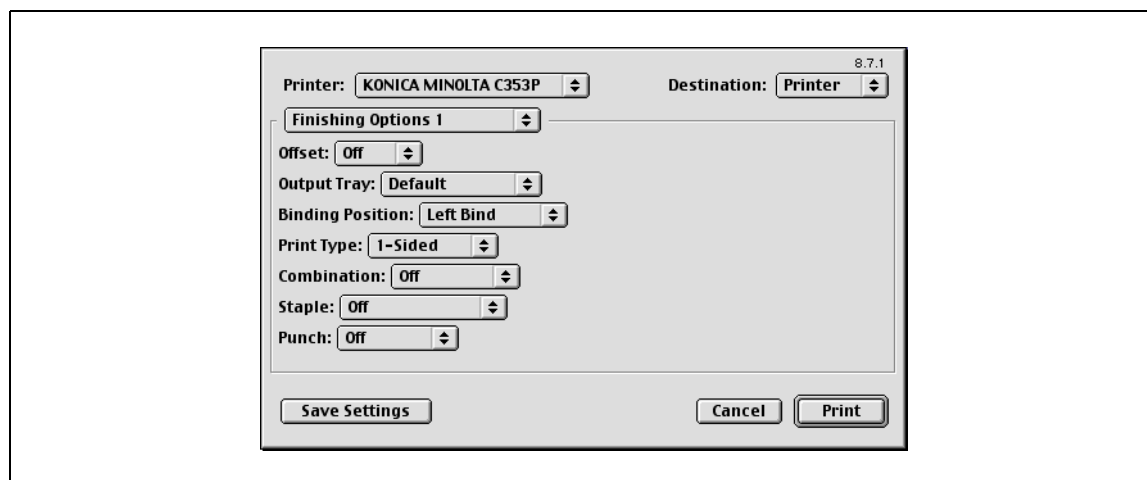 8.7.1
Printer: KONICA MINOLTA C353P Destination: Printer
Finishing Options 1
Offset: Off
Output Tray: Default
Binding Position: Left Bind
Print Type: 1-Sided
Combination: Off
Staple: Off
Punch: Off
Save Settings Cancel Print